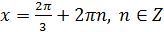 x = 2π/3 + 2πn, n ∈ Z